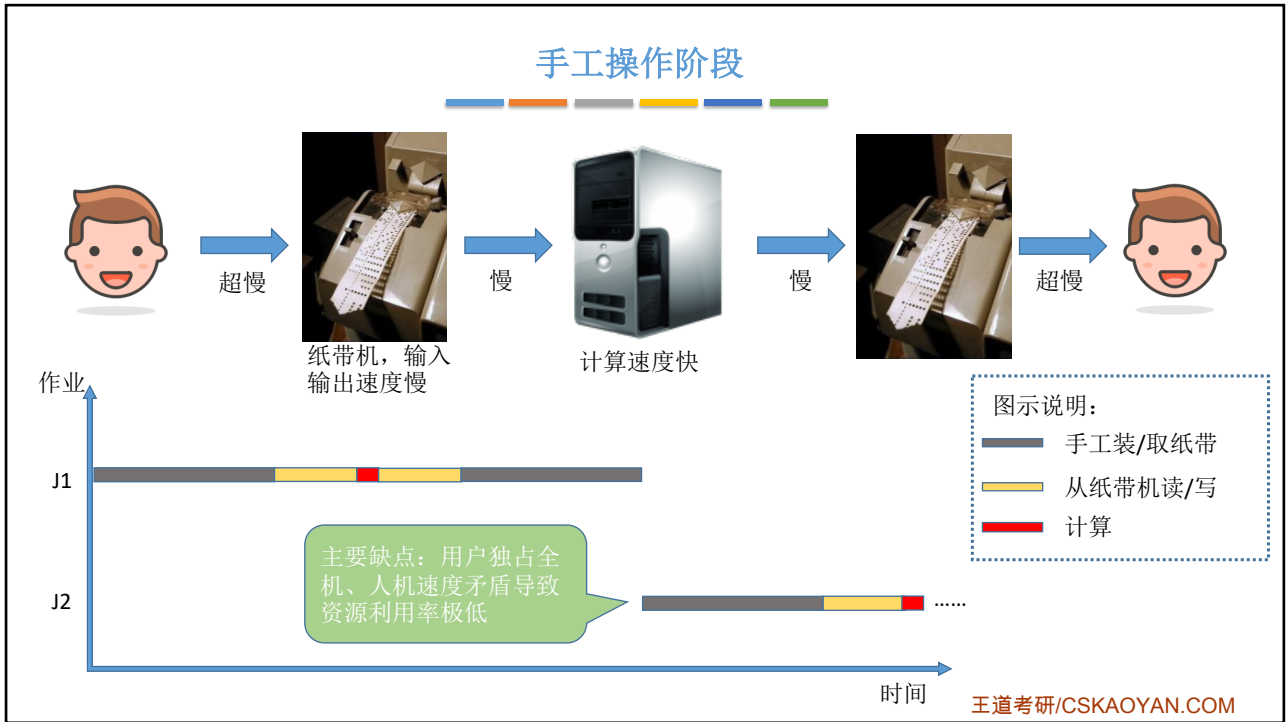 手工操作阶段
超慢
慢
慢
超慢
纸带机，输入
输出速度慢
计算速度快
作业
图示说明：
手工装/取纸带
从纸带机读/写
计算
J1
主要缺点：用户独占全
机、人机速度矛盾导致
资源利用率极低
J2
……
时间
王道考研/CSKAOYAN.COM